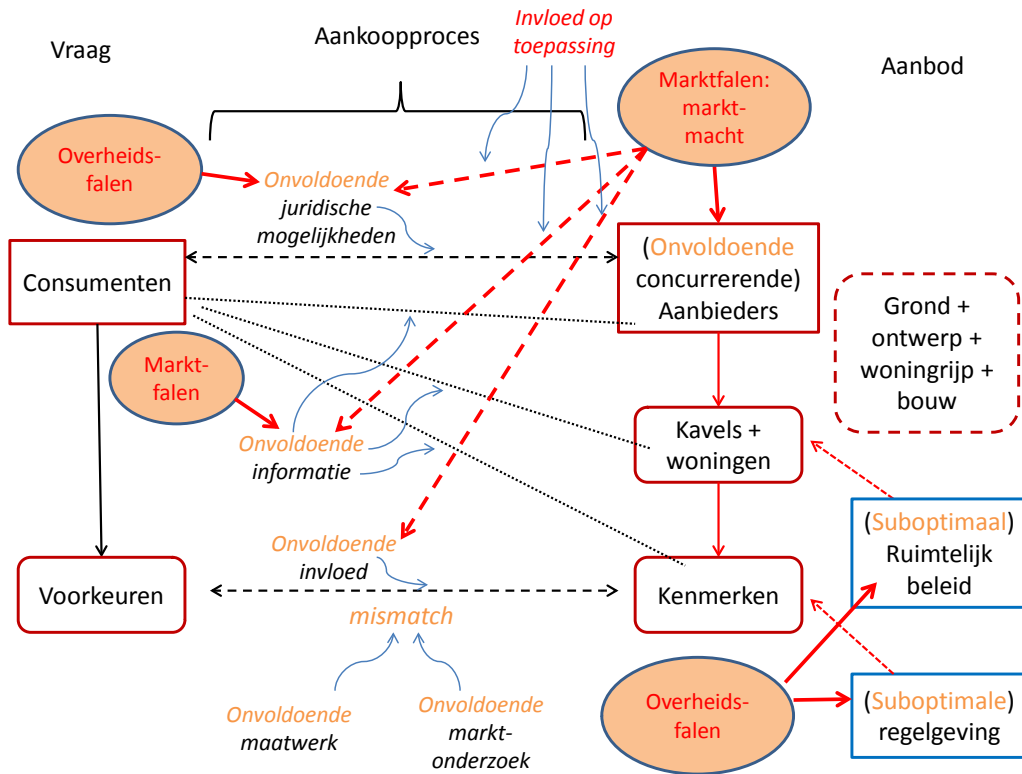 Vraag
Aankoopproces
Invloed op
toepassing
Aanbod
Marktfalen:
markt-
macht
Overheids-
falen
Onvoldoende
juridische
mogelijkheden
Consumenten
(Onvoldoende
concurrerende)
Aanbieders
Grond +
ontwerp +
woningrijp +
bouw
Markt-
falen
Onvoldoende
informatie
Kavels +
woningen
(Suboptimaal)
Ruimtelijk
beleid
Onvoldoende
invloed
Voorkeuren
mismatch
Kenmerken
Onvoldoende
maatwerk
Onvoldoende
markt-
onderzoek
Overheids-
falen
(Suboptimale)
regelgeving